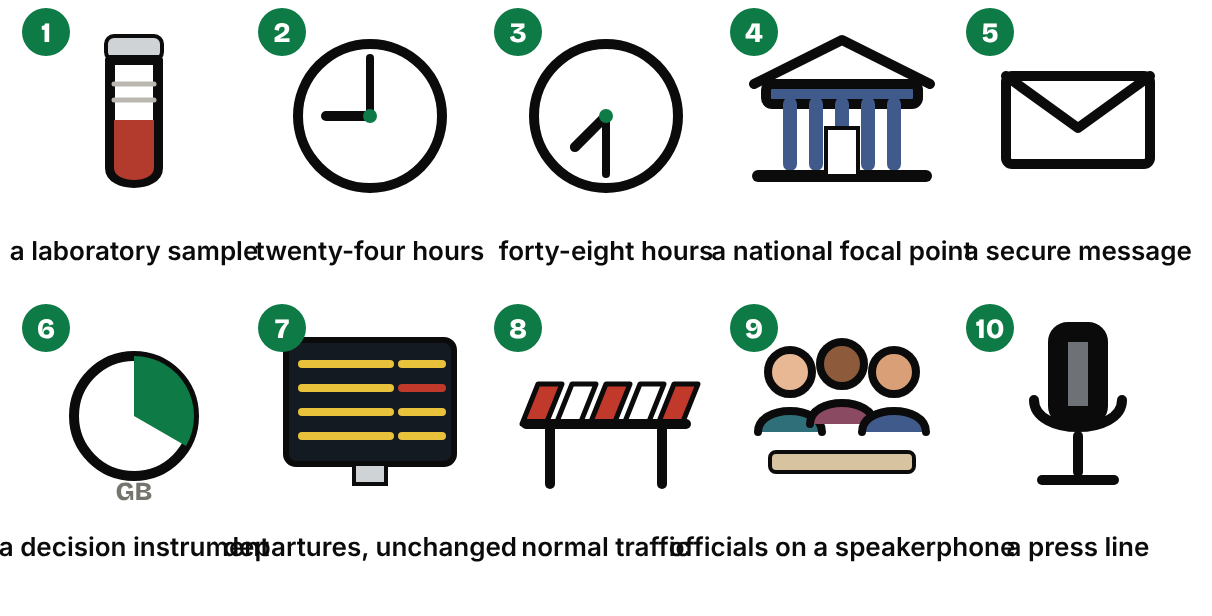 1
2
3
4
5
a laboratory sample
twenty-four hours
forty-eight hours
a national focal point
a secure message
6
7
8
9
10
GB
a decision instrument
departures, unchanged
normal traffic
officials on a speakerphone
a press line